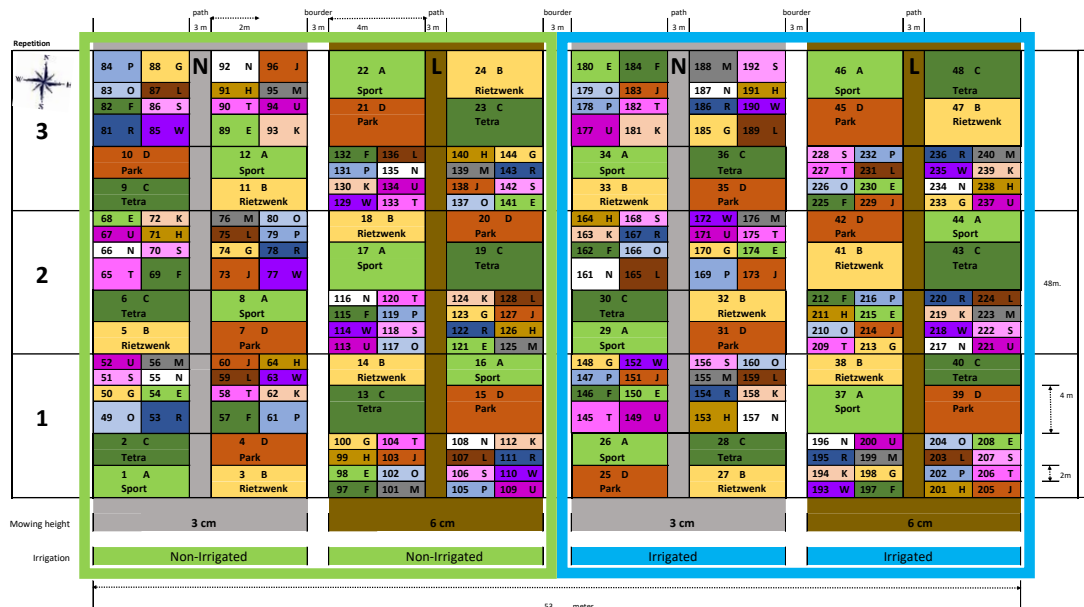 path bourder path bourder path bourder path
3 m 2m 3 m 4m 3 m 3 m 3 m 3 m 3 m
Repetition
84 P 88 G N 92 N 96 J 22 A L 24 B 180 E 184 F N 188 M 192 S 46 A L 48 C
Sport Rietzwenk Sport Tetra
83 O 87 L 91 H 95 M 179 O 183 J 187 N 191 H
82 F 86 S 90 T 94 U 21 D 23 C 178 P 182 T 186 R 190 W 45 D 47 B
Park Tetra Park Rietzwenk
3 81 R 85 W 89 E 93 K 177 U 181 K 185 G 189 L
10 D 12 A 132 F 136 L 140 H 144 G 34 A 36 C 228 S 232 P 236 R 240 M
Park Sport 131 P 135 N 139 M 143 R Sport Tetra 227 T 231 L 235 W 239 K
9 C 11 B 130 K 134 U 138 J 142 S 33 B 35 D 226 O 230 E 234 N 238 H
Tetra Rietzwenk 129 W 133 T 137 O 141 E Rietzwenk Park 225 F 229 J 233 G 237 U
68 E 72 K 76 M 80 O 18 B 20 D 164 H 168 S 172 W 176 M 42 D 44 A
67 U 71 H 75 L 79 P Rietzwenk Park 163 K 167 R 171 U 175 T Park Sport
66 N 70 S 74 G 78 R 17 A 19 C 162 F 166 O 170 G 174 E 41 B 43 C
Sport Tetra Rietzwenk Tetra
2 65 T 69 F 73 J 77 W 161 N 165 L 169 P 173 J 48m.
6 C 8 A 116 N 120 T 124 K 128 L 30 C 32 B 212 F 216 P 220 R 224 L
Tetra Sport 115 F 119 P 123 G 127 J Tetra Rietzwenk 211 H 215 E 219 K 223 M
5 B 7 D 114 W 118 S 122 R 126 H 29 A 31 D 210 O 214 J 218 W 222 S
Rietzwenk Park 113 U 117 O 121 E 125 M Sport Park 209 T 213 G 217 N 221 U
52 U 56 M 60 J 64 H 14 B 16 A 148 G 152 W 156 S 160 O 38 B 40 C
51 S 55 N 59 L 63 W Rietzwenk Sport 147 P 151 J 155 M 159 L Rietzwenk Tetra
50 G 54 E 58 T 62 K 13 C 15 D 146 F 150 E 154 R 158 K 37 A 39 D 4 m
Tetra Park Sport Park
1 49 O 53 R 57 F 61 P 145 T 149 U 153 H 157 N
2 C 4 D 100 G 104 T 108 N 112 K 26 A 28 C 196 N 200 U 204 O 208 E
Tetra Park 99 H 103 J 107 L 111 R Sport Tetra 195 R 199 M 203 L 207 S
1 A 3 B 98 E 102 O 106 S 110 W 25 D 27 B 194 K 198 G 202 P 206 T 2m
Sport Rietzwenk 97 F 101 M 105 P 109 U Park Rietzwenk 193 W 197 F 201 H 205 J
Mowing height 3 cm 6 cm 3 cm 6 cm
Irrigation Non-Irrigated Non-Irrigated Irrigated Irrigated
53 meter